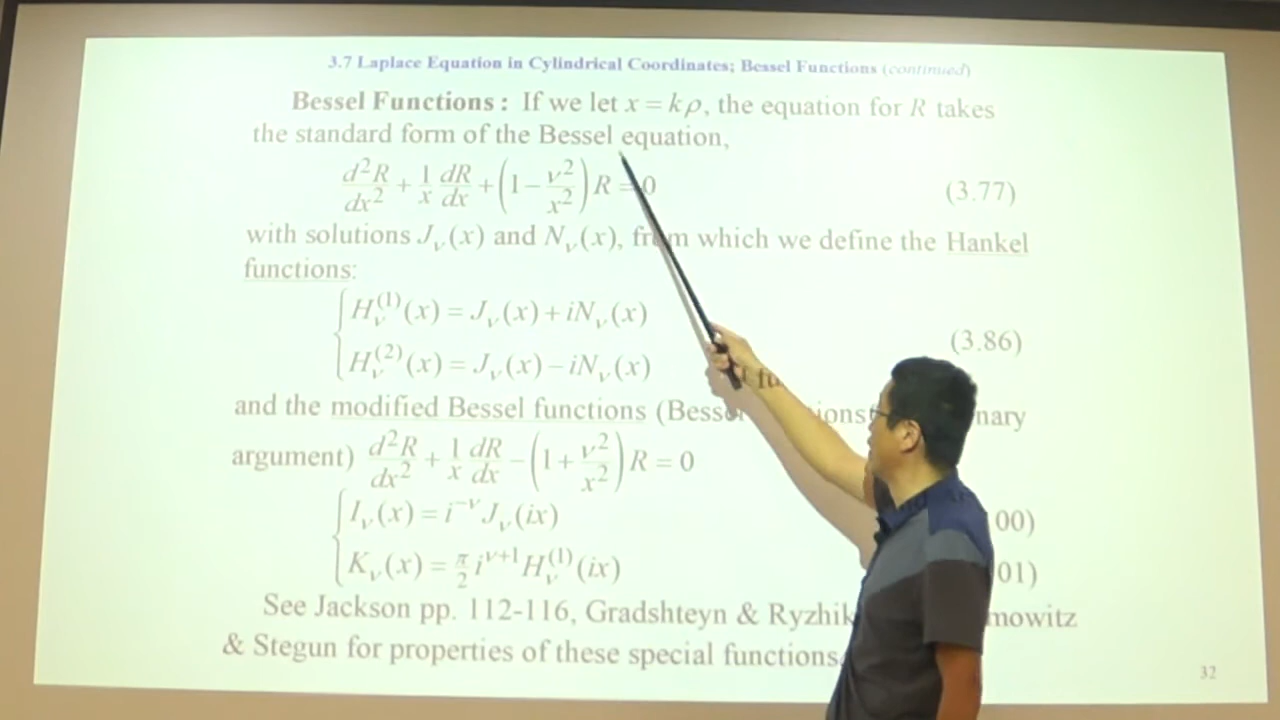 3.7 Laplace Equation in Cylindrical Coordinates; Bessel Functions (continued)
Bessel Functions : If we let x = kρ, the equation for R takes
the standard form of the Bessel equation,
d²R/dx² + 1/x dR/dx + (1 − ν²/x²) R = 0 (3.77)
with solutions J_ν(x) and N_ν(x), from which we define the Hankel
functions:
H_ν^(1)(x) = J_ν(x) + iN_ν(x)
(3.86)
H_ν^(2)(x) = J_ν(x) − iN_ν(x)
and the modified Bessel functions (Bessel
argument) d²R/dx² + 1/x dR/dx − (1 + ν²/x²) R = 0
I_ν(x) = i^−ν J_ν(ix) 00)
K_ν(x) = π/2 i^ν+1 H_ν^(1)(ix) 01)
See Jackson pp. 112-116, Gradshteyn & Ryzhik
& Stegun for properties of these special functions
32